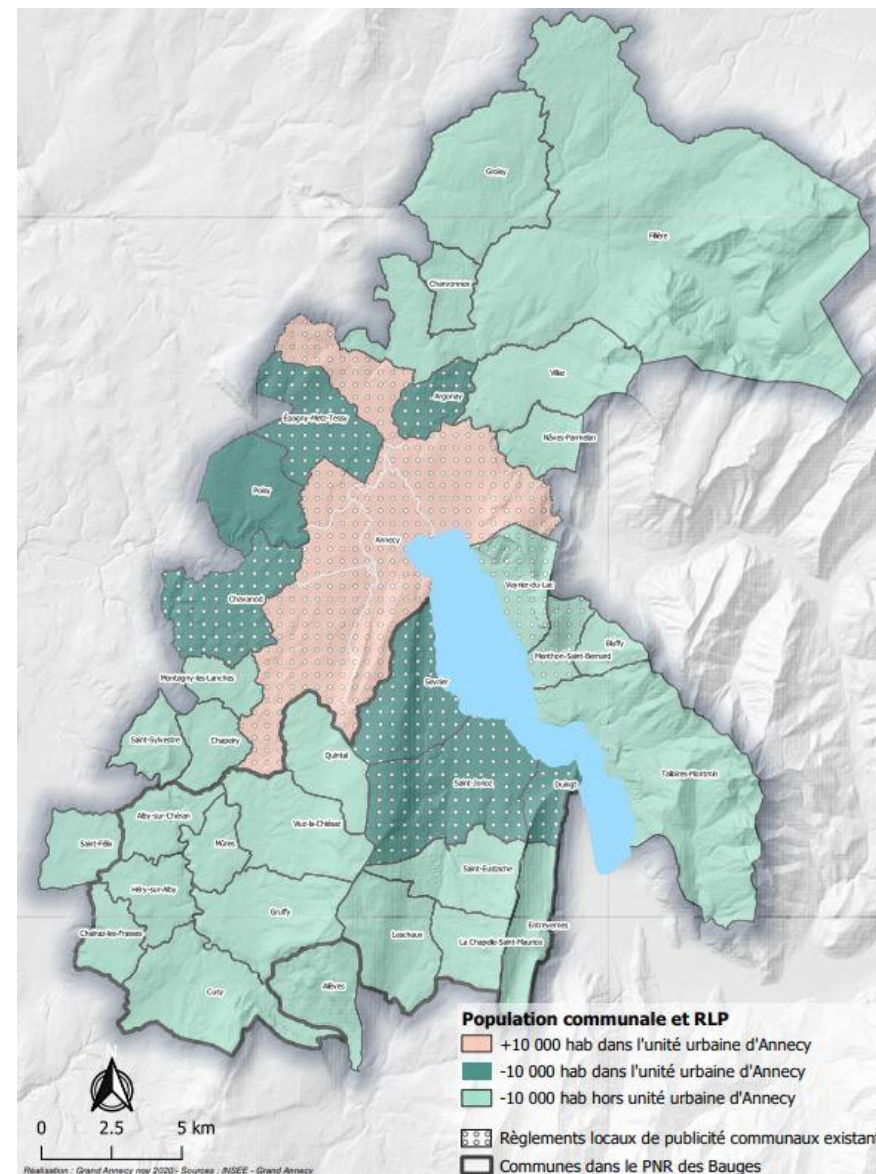 Groisy
Fillière
Charvonnex
Villaz
Argonay
Nâves-Parmelan
Épagny-Metz-Tessy
Poisy
Annecy
Veyrier-du-Lac
Chavanod
Bluffy
Menthon-Saint-Bernard
Montagny-les-Lanches
Sévrier
Saint-Sylvestre
Chapeiry
Quintal
Talloires-Montmin
Saint-Jorioz
Duingt
Alby-sur-Chéran
Viuz-la-Chiésaz
Saint-Félix
Mûres
Saint-Eustache
Héry-sur-Alby
Gruffy
Entrevernes
Chainaz-les-Frasses
Leschaux
La Chapelle-Saint-Maurice
Cusy
Allèves
Population communale et RLP
+10 000 hab dans l'unité urbaine d'Annecy
-10 000 hab dans l'unité urbaine d'Annecy
-10 000 hab hors unité urbaine d'Annecy
Règlements locaux de publicité communaux existant
Communes dans le PNR des Bauges
N
0 2.5 5 km
Réalisation : Grand Annecy nov 2020- Sources : INSEE - Grand Annecy